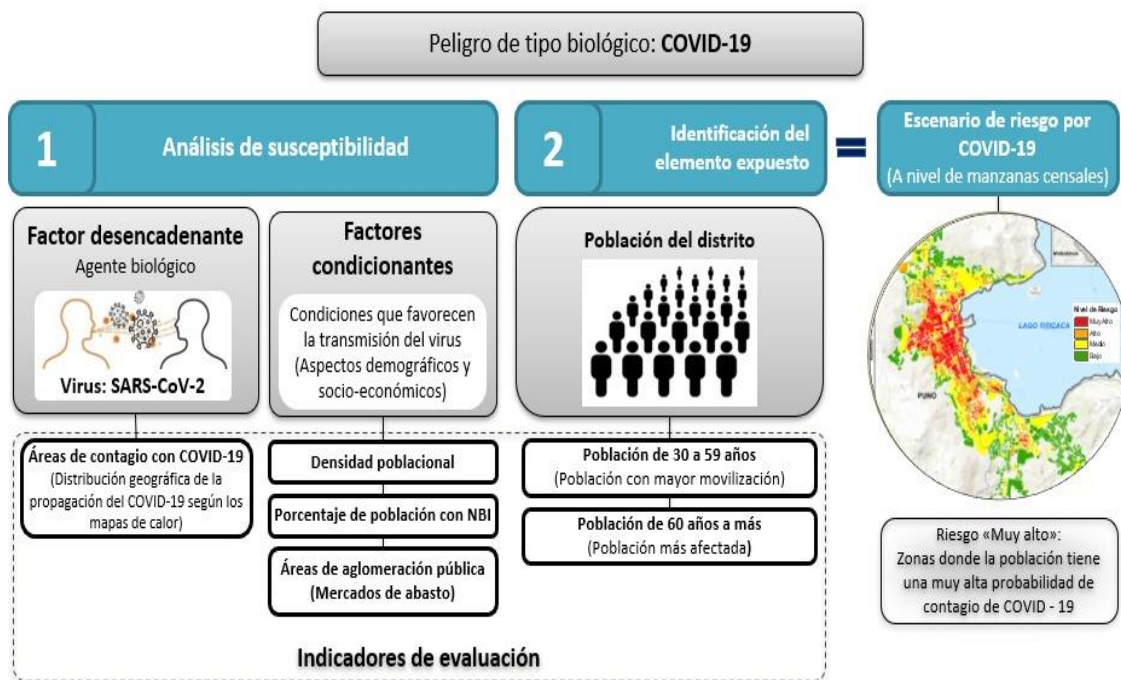 Peligro de tipo biológico: COVID-19
1
Análisis de susceptibilidad
2
Identificación del
elemento expuesto
=
Escenario de riesgo por
COVID-19
(A nivel de manzanas censales)
Factor desencadenante
Agente biológico
Virus: SARS-CoV-2
Factores
condicionantes
Condiciones que favorecen
la transmisión del virus
(Aspectos demográficos y
socio-económicos)
Población del distrito
LAGO TITICACA
PUNO
Nivel de Riesgo
Muy Alto
Alto
Medio
Bajo
Áreas de contagio con COVID-19
(Distribución geográfica de la
propagación del COVID-19 según los
mapas de calor)
Densidad poblacional
Porcentaje de población con NBI
Áreas de aglomeración pública
(Mercados de abasto)
Población de 30 a 59 años
(Población con mayor movilización)
Población de 60 años a más
(Población más afectada)
Riesgo «Muy alto»:
Zonas donde la población tiene
una muy alta probabilidad de
contagio de COVID - 19
Indicadores de evaluación